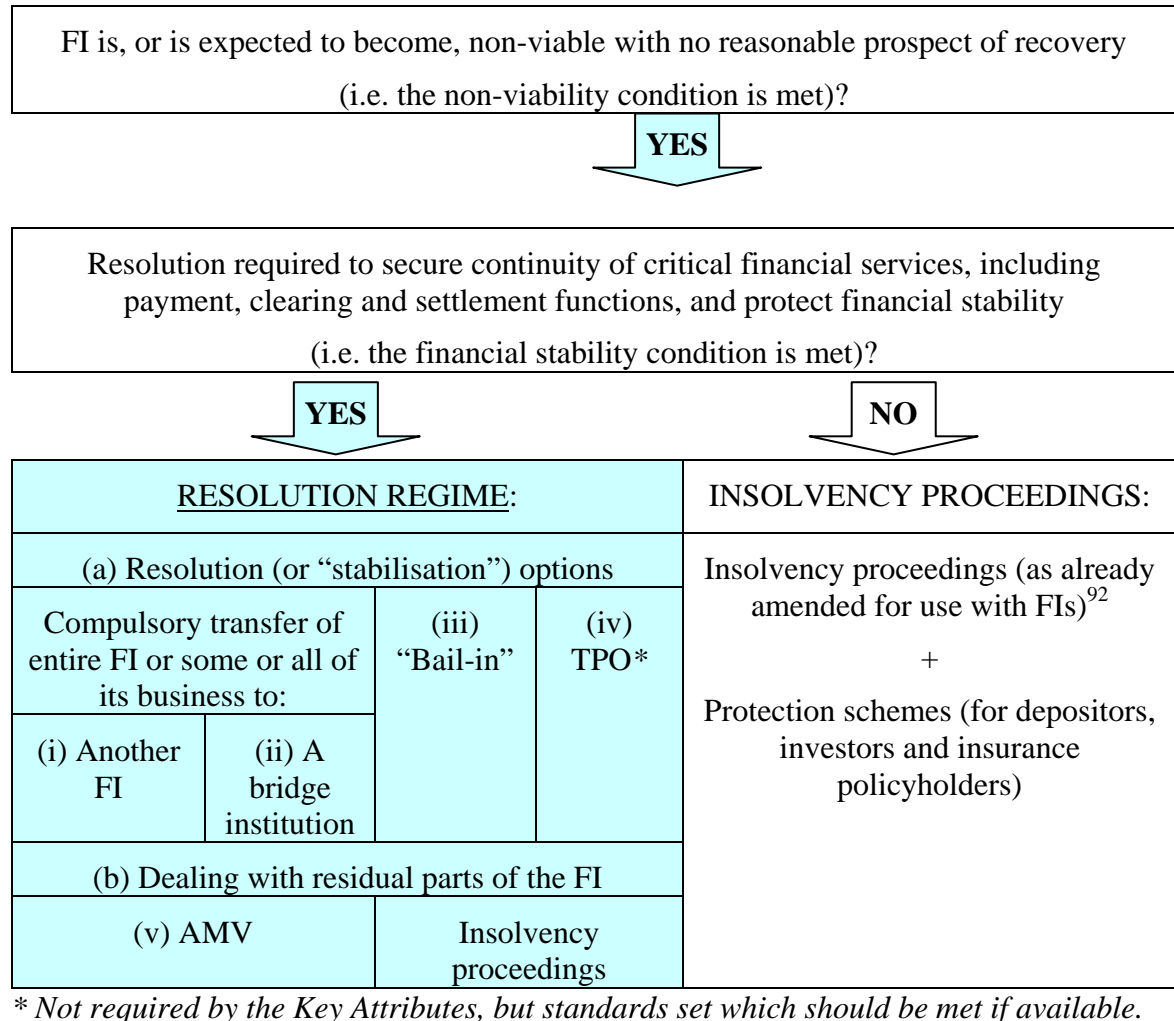 FI is, or is expected to become, non-viable with no reasonable prospect of recovery
(i.e. the non-viability condition is met)?
YES
Resolution required to secure continuity of critical financial services, including
payment, clearing and settlement functions, and protect financial stability
(i.e. the financial stability condition is met)?
YES
NO
RESOLUTION REGIME:
(a) Resolution (or “stabilisation”) options
Compulsory transfer of
entire FI or some or all of
its business to:
(i) Another
FI
(ii) A
bridge
institution
(iii)
“Bail-in”
(iv)
TPO*
(b) Dealing with residual parts of the FI
(v) AMV
Insolvency
proceedings
INSOLVENCY PROCEEDINGS:
Insolvency proceedings (as already
amended for use with FIs)92
+
Protection schemes (for depositors,
investors and insurance
policyholders)
* Not required by the Key Attributes, but standards set which should be met if available.